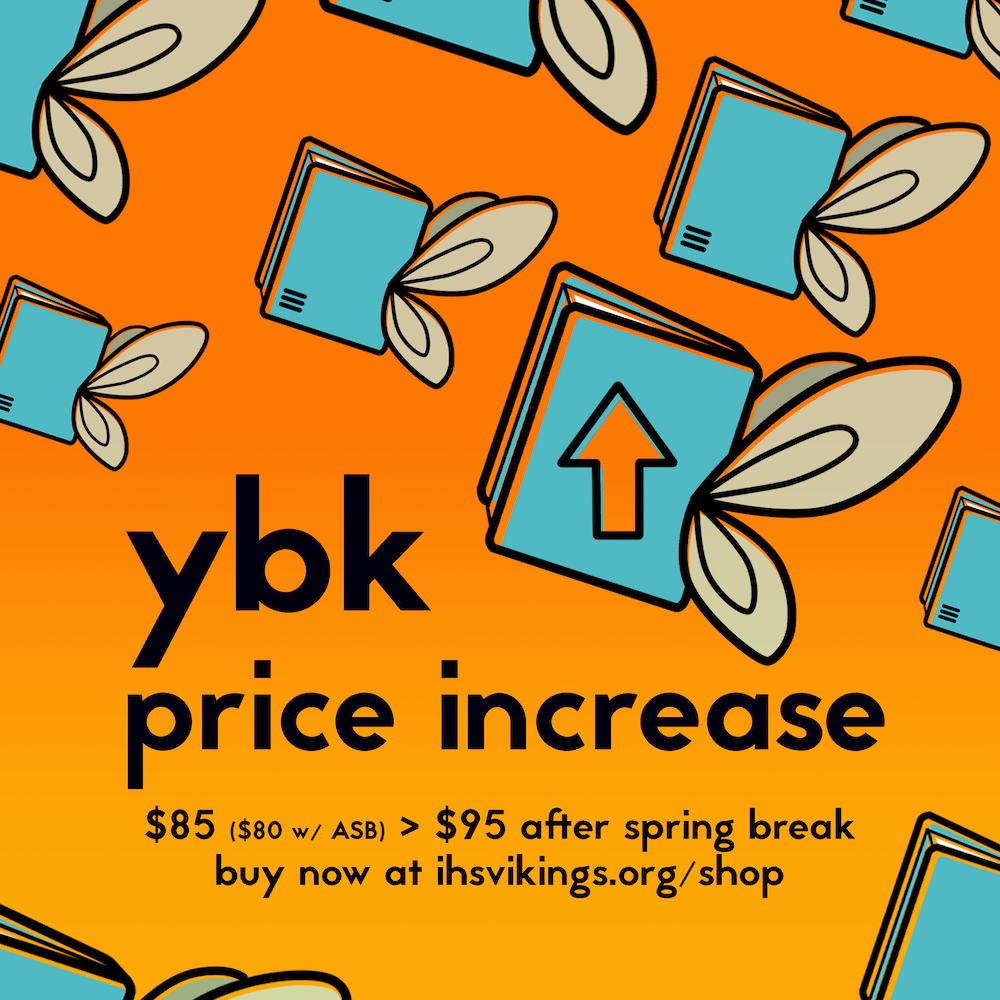 ybk
price increase
$85 ($80 w/ ASB) > $95 after spring break
buy now at ihsvikings.org/shop